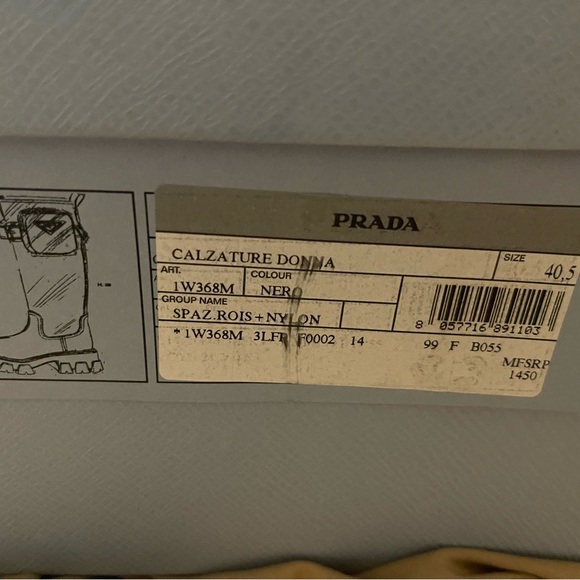 PRADA
CALZATURE DONNA
SIZE
40,5
ART.
1W368M
COLOUR
NERO
GROUP NAME
SPAZ.ROIS+NYLON
8 057716 891103
*1W368M 3LFR F0002 14
99 F B055
MFSRP
1450